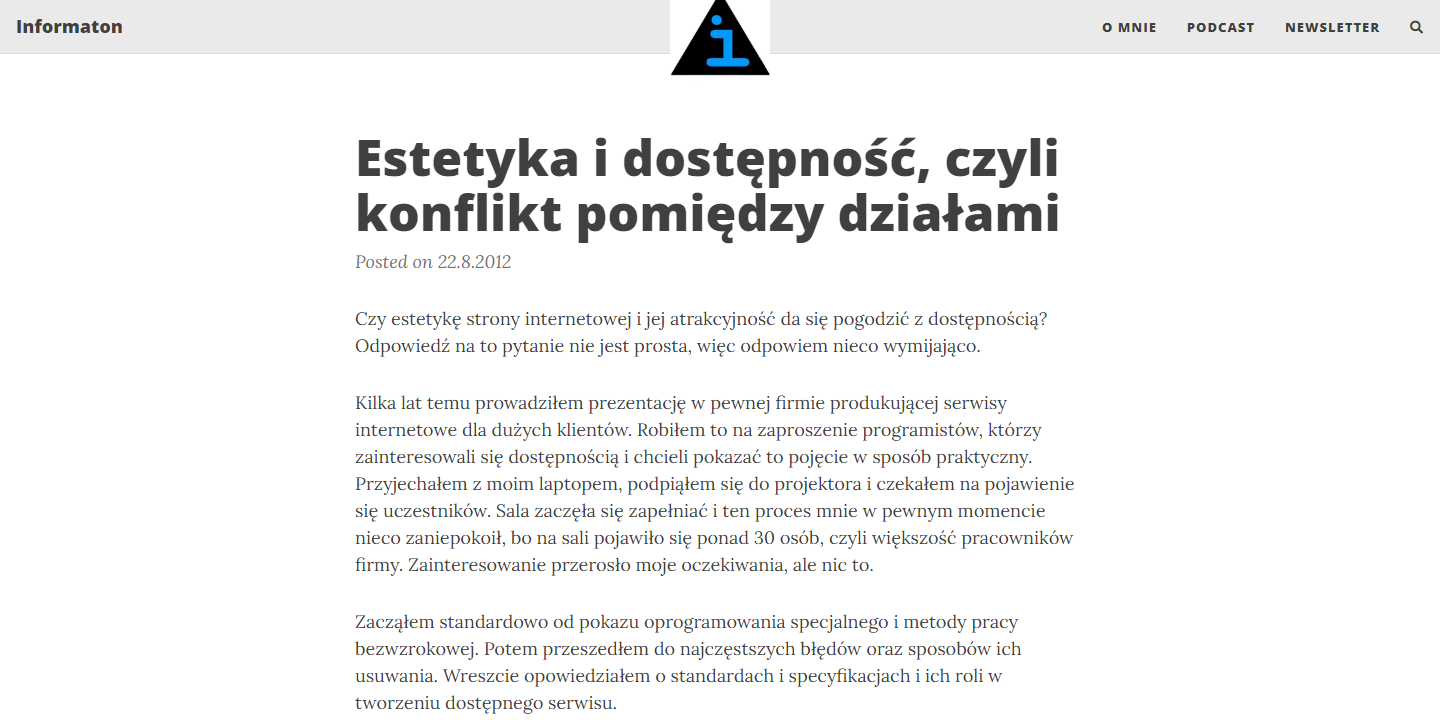 Informaton
i
O MNIE
PODCAST
NEWSLETTER
Estetyka i dostępność, czyli
konflikt pomiędzy działami
Posted on 22.8.2012
Czy estetykę strony internetowej i jej atrakcyjność da się pogodzić z dostępnością?
Odpowiedź na to pytanie nie jest prosta, więc odpowiem nieco wymijająco.
Kilka lat temu prowadziłem prezentację w pewnej firmie produkującej serwisy
internetowe dla dużych klientów. Robiłem to na zaproszenie programistów, którzy
zainteresowali się dostępnością i chcieli pokazać to pojęcie w sposób praktyczny.
Przyjechałem z moim laptopem, podpiąłem się do projektora i czekałem na pojawienie
się uczestników. Sala zaczęła się zapełniać i ten proces mnie w pewnym momencie
nieco zaniepokoił, bo na sali pojawiło się ponad 30 osób, czyli większość pracowników
firmy. Zainteresowanie przerosło moje oczekiwania, ale nic to.
Zacząłem standardowo od pokazu oprogramowania specjalnego i metody pracy
bezwzrokowej. Potem przeszedłem do najczęstszych błędów oraz sposobów ich
usuwania. Wreszcie opowiedziałem o standardach i specyfikacjach i ich roli w
tworzeniu dostępnego serwisu.